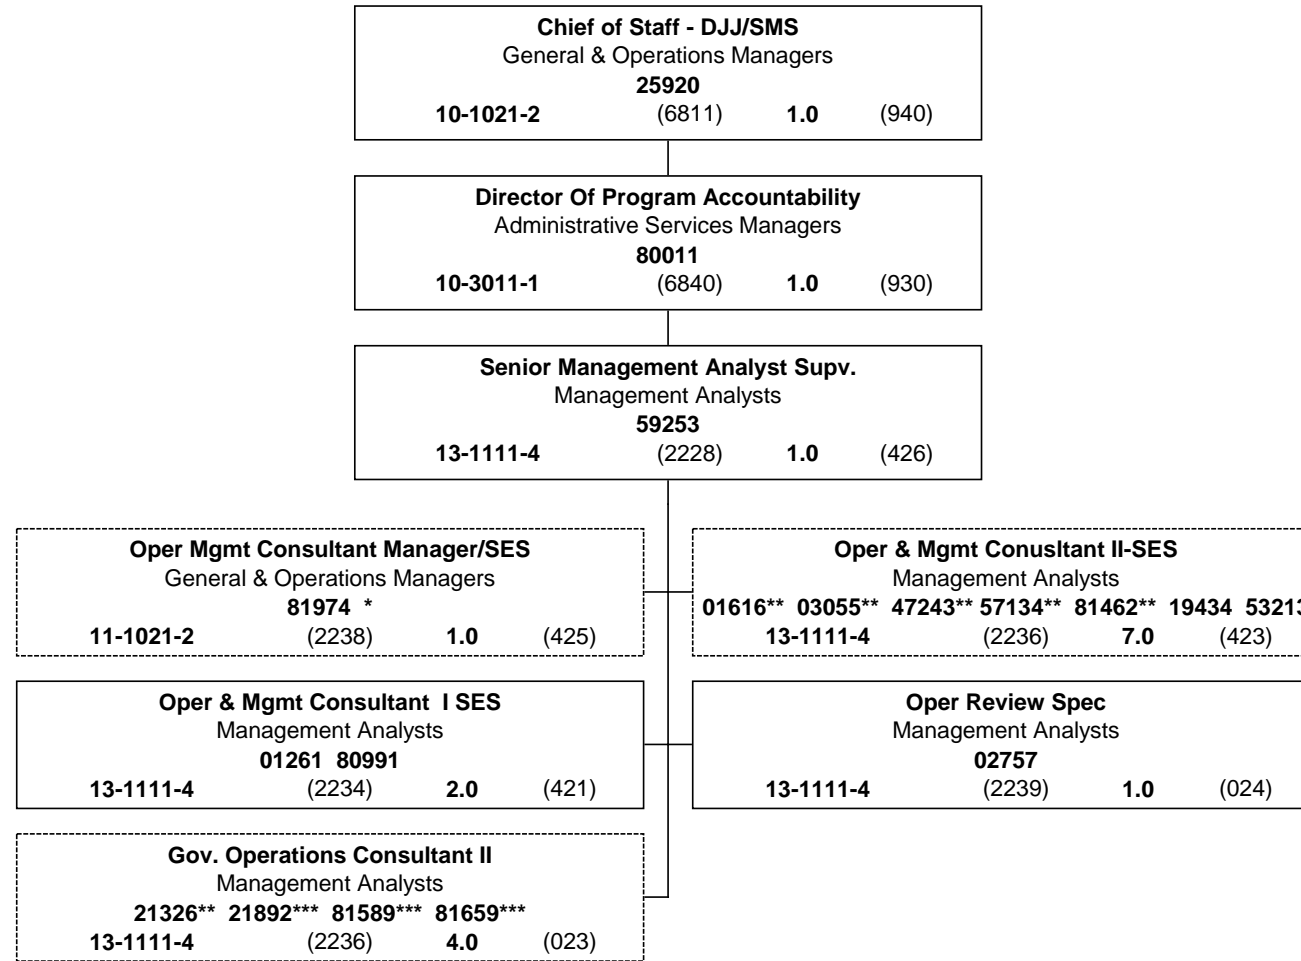 Chief of Staff - DJJ/SMS
General & Operations Managers
25920
10-1021-2 (6811) 1.0 (940)
Director Of Program Accountability
Administrative Services Managers
80011
10-3011-1 (6840) 1.0 (930)
Senior Management Analyst Supv.
Management Analysts
59253
13-1111-4 (2228) 1.0 (426)
Oper Mgmt Consultant Manager/SES
General & Operations Managers
81974 *
11-1021-2 (2238) 1.0 (425)
Oper & Mgmt Conusltant II-SES
Management Analysts
01616** 03055** 47243** 57134** 81462** 19434 53213
13-1111-4 (2236) 7.0 (423)
Oper & Mgmt Consultant I SES
Management Analysts
01261 80991
13-1111-4 (2234) 2.0 (421)
Oper Review Spec
Management Analysts
02757
13-1111-4 (2239) 1.0 (024)
Gov. Operations Consultant II
Management Analysts
21326** 21892*** 81589*** 81659***
13-1111-4 (2236) 4.0 (023)